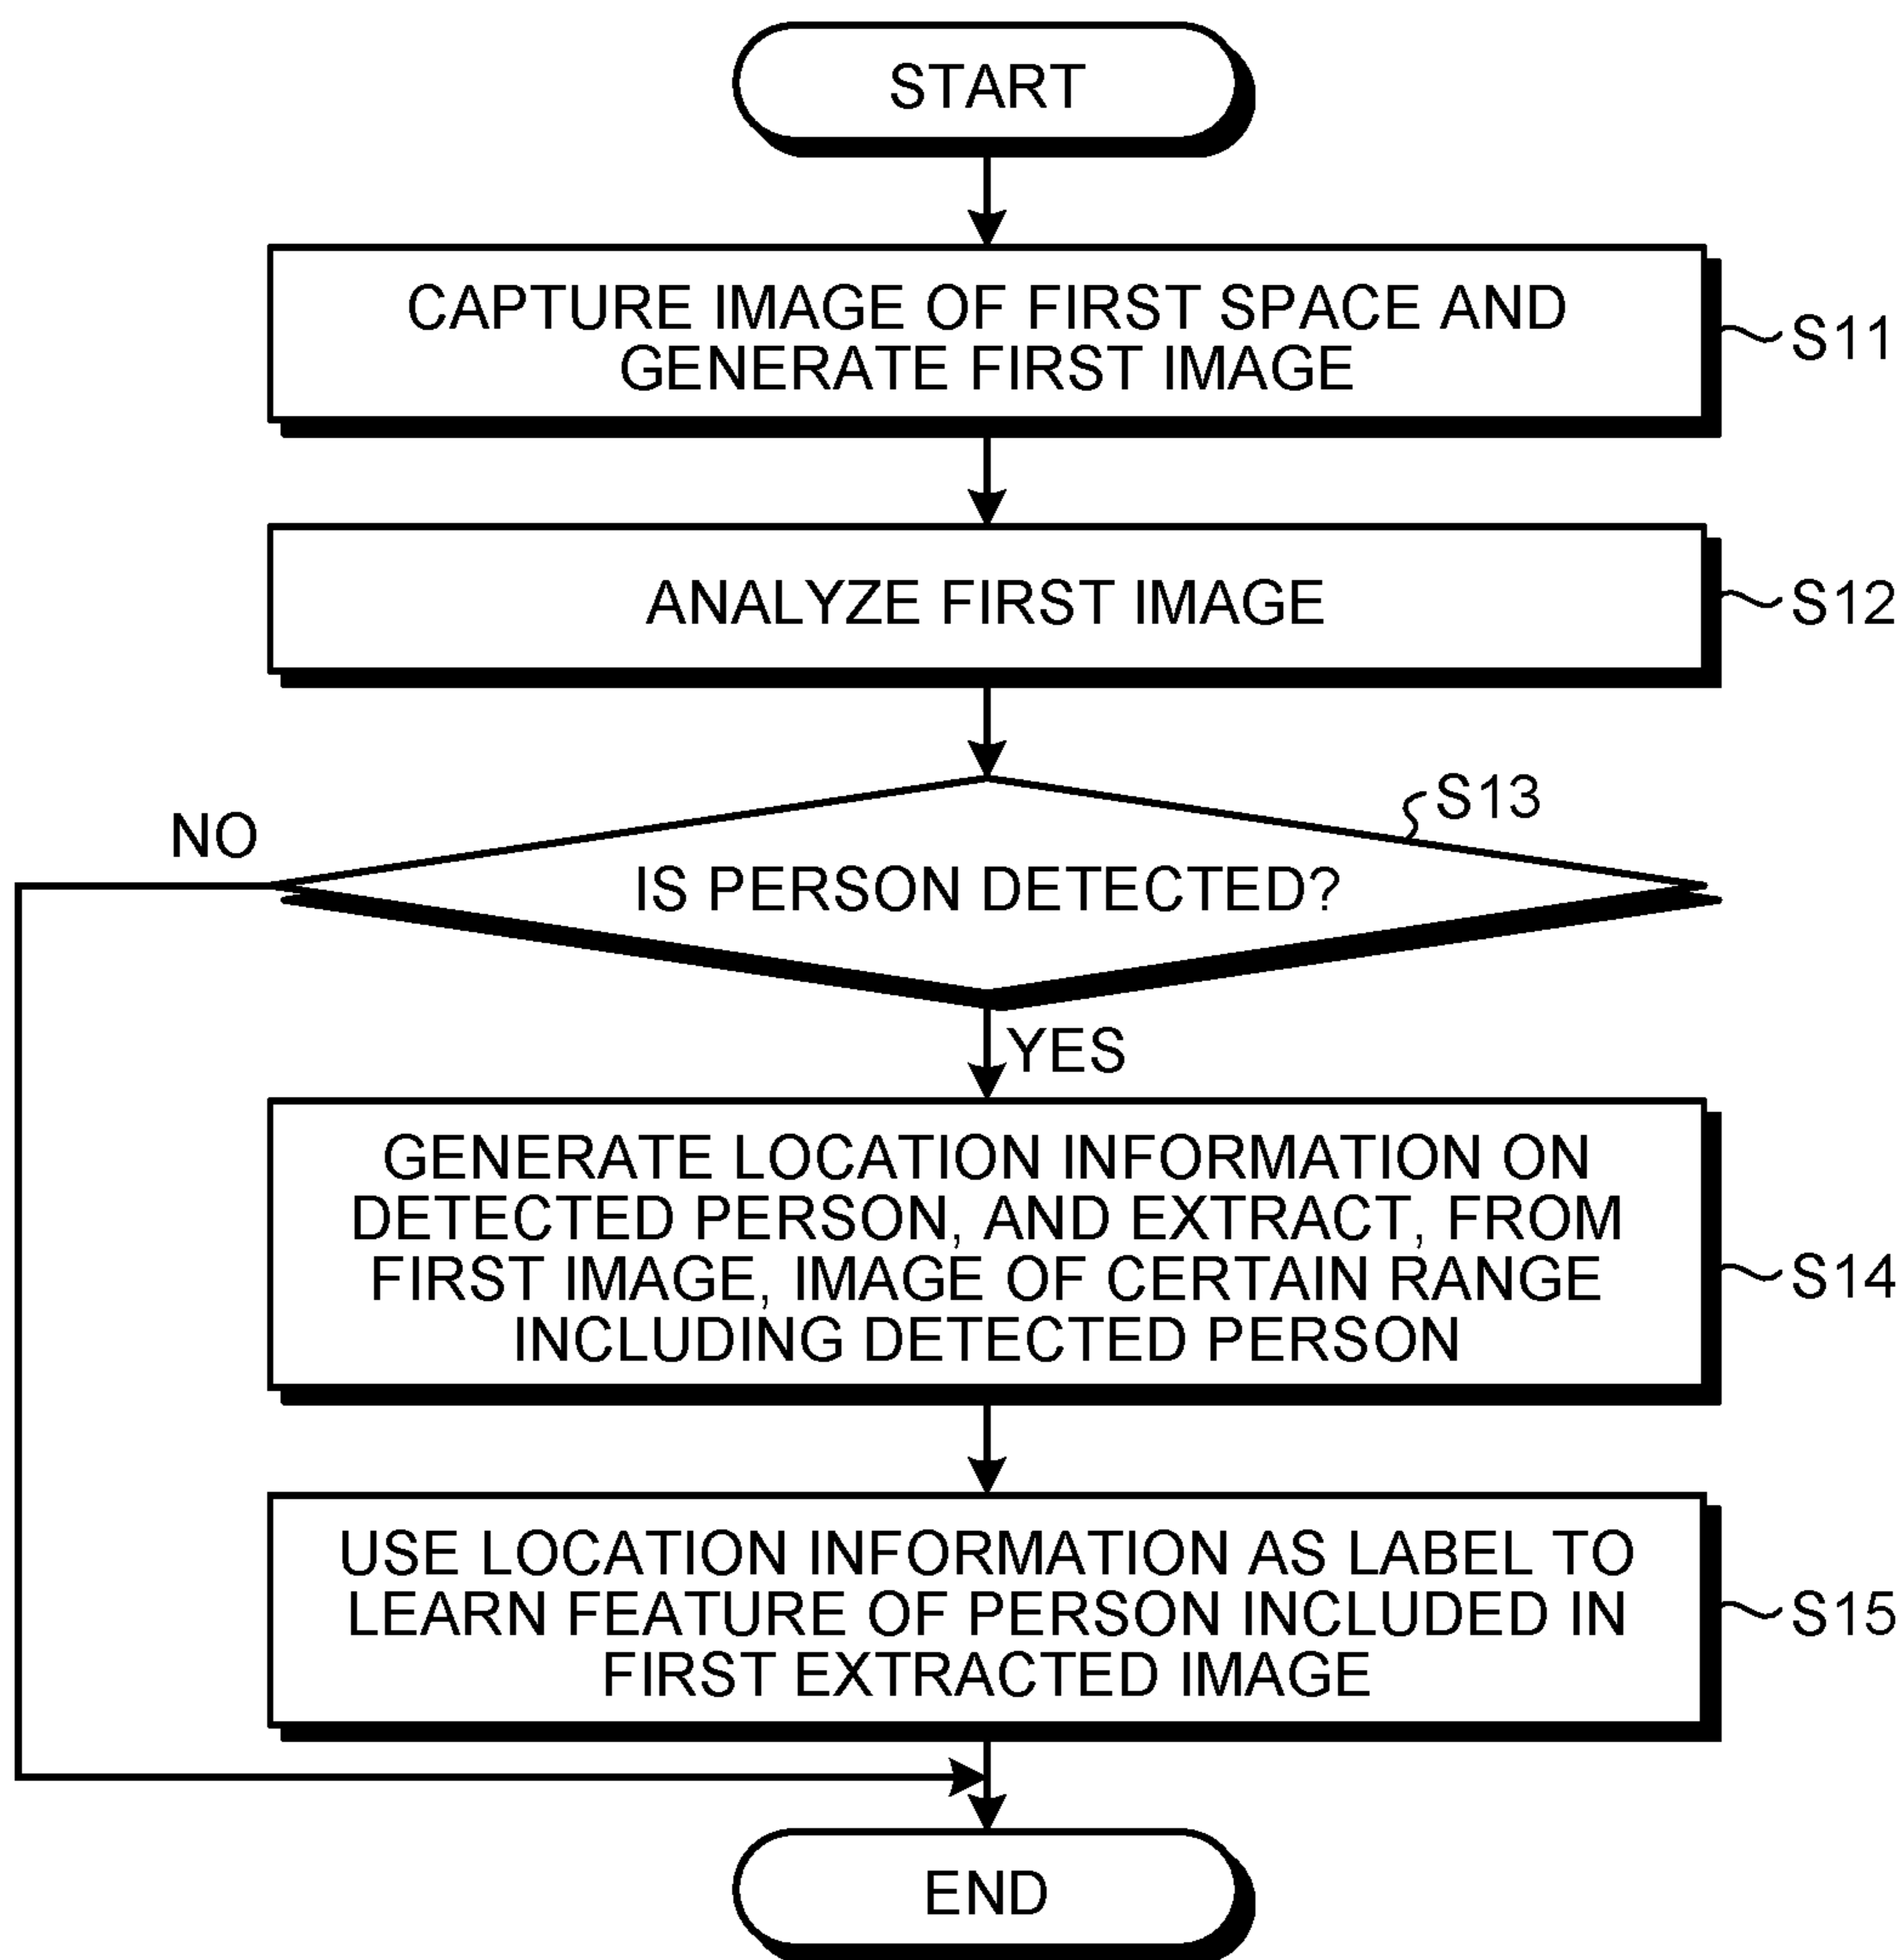 START
CAPTURE IMAGE OF FIRST SPACE AND
GENERATE FIRST IMAGE
S11
ANALYZE FIRST IMAGE
S12
S13
NO
IS PERSON DETECTED?
YES
GENERATE LOCATION INFORMATION ON
DETECTED PERSON, AND EXTRACT, FROM
FIRST IMAGE, IMAGE OF CERTAIN RANGE
INCLUDING DETECTED PERSON
S14
USE LOCATION INFORMATION AS LABEL TO
LEARN FEATURE OF PERSON INCLUDED IN
FIRST EXTRACTED IMAGE
S15
END